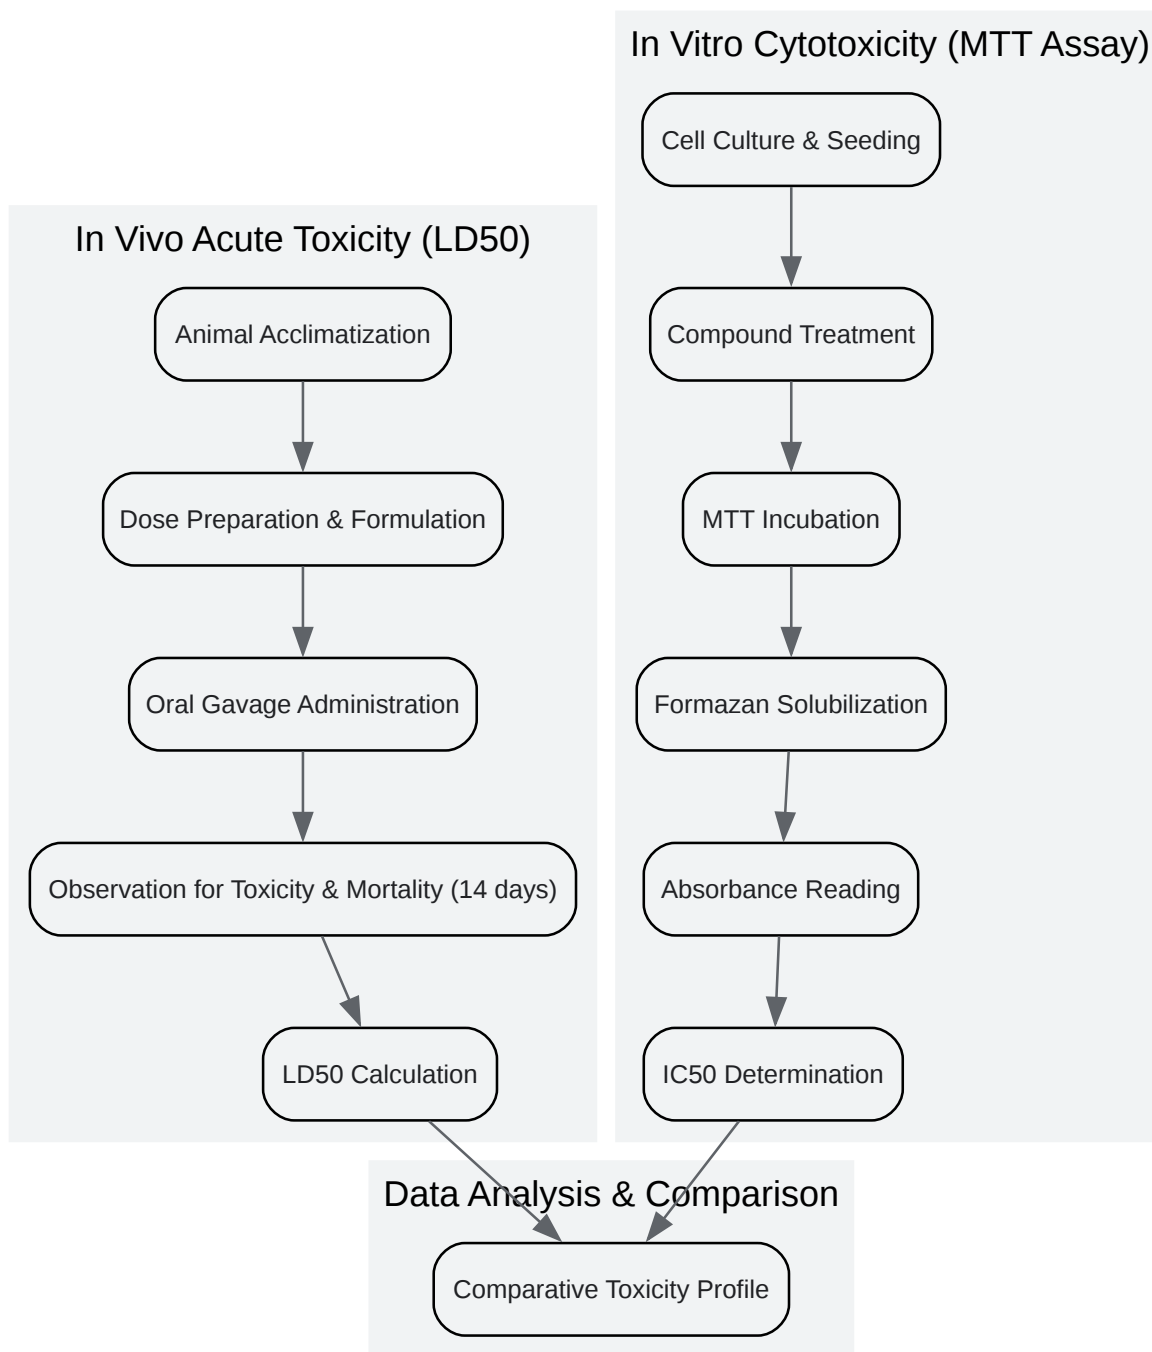 In Vivo Acute Toxicity (LD50)
Animal Acclimatization
Dose Preparation & Formulation
Oral Gavage Administration
Observation for Toxicity & Mortality (14 days)
LD50 Calculation
In Vitro Cytotoxicity (MTT Assay)
Cell Culture & Seeding
Compound Treatment
MTT Incubation
Formazan Solubilization
Absorbance Reading
IC50 Determination
Data Analysis & Comparison
Comparative Toxicity Profile